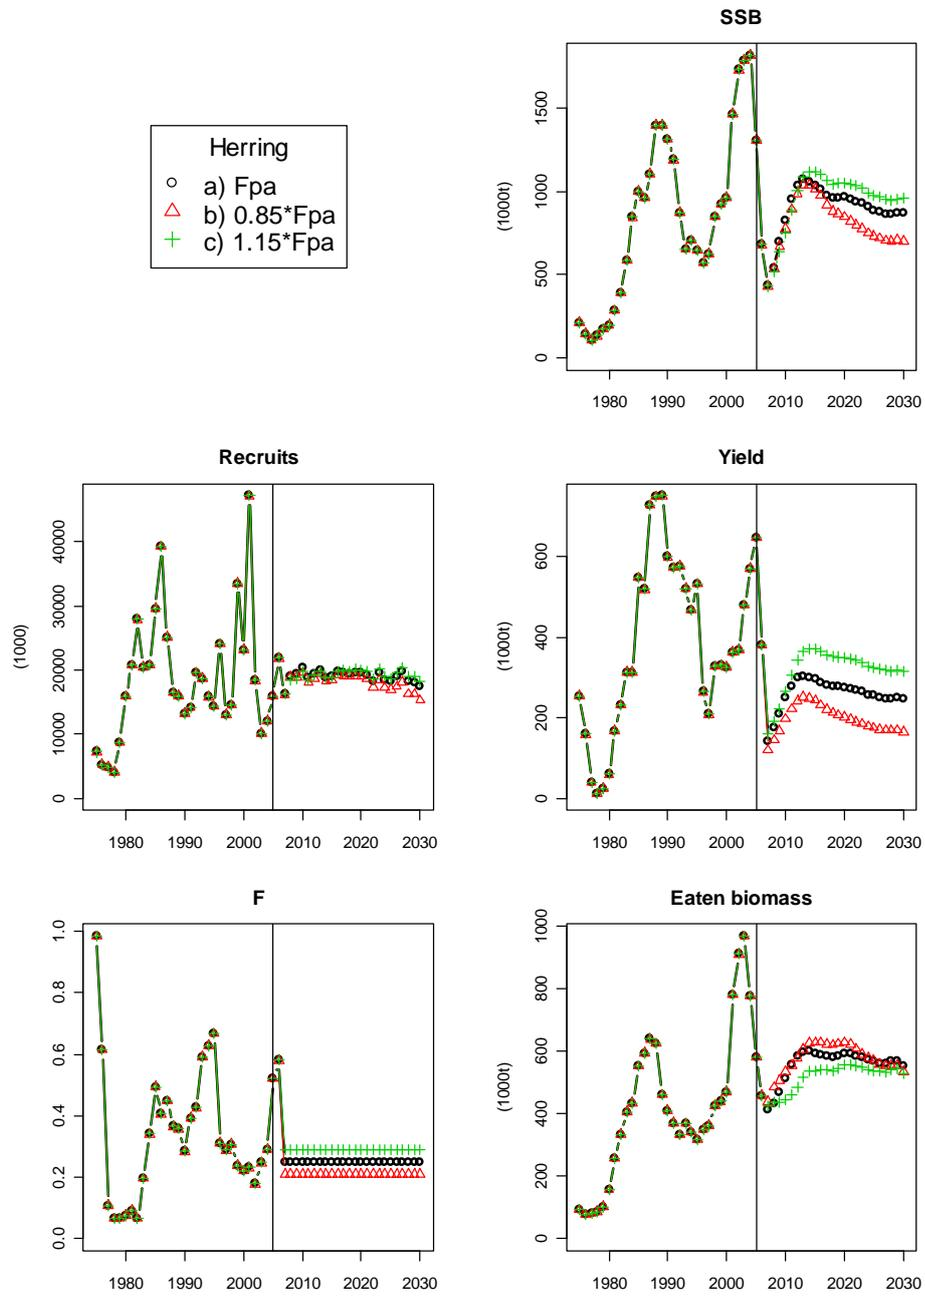 SSB
Herring
a) Fpa
b) 0.85*Fpa
c) 1.15*Fpa
(1000t)
0 500 1000 1500
1980 1990 2000 2010 2020 2030
Recruits
(1000)
0 10000 20000 30000 40000
1980 1990 2000 2010 2020 2030
Yield
(1000t)
0 200 400 600
1980 1990 2000 2010 2020 2030
F
0.0 0.2 0.4 0.6 0.8 1.0
1980 1990 2000 2010 2020 2030
Eaten biomass
(1000t)
0 200 400 600 800 1000
1980 1990 2000 2010 2020 2030